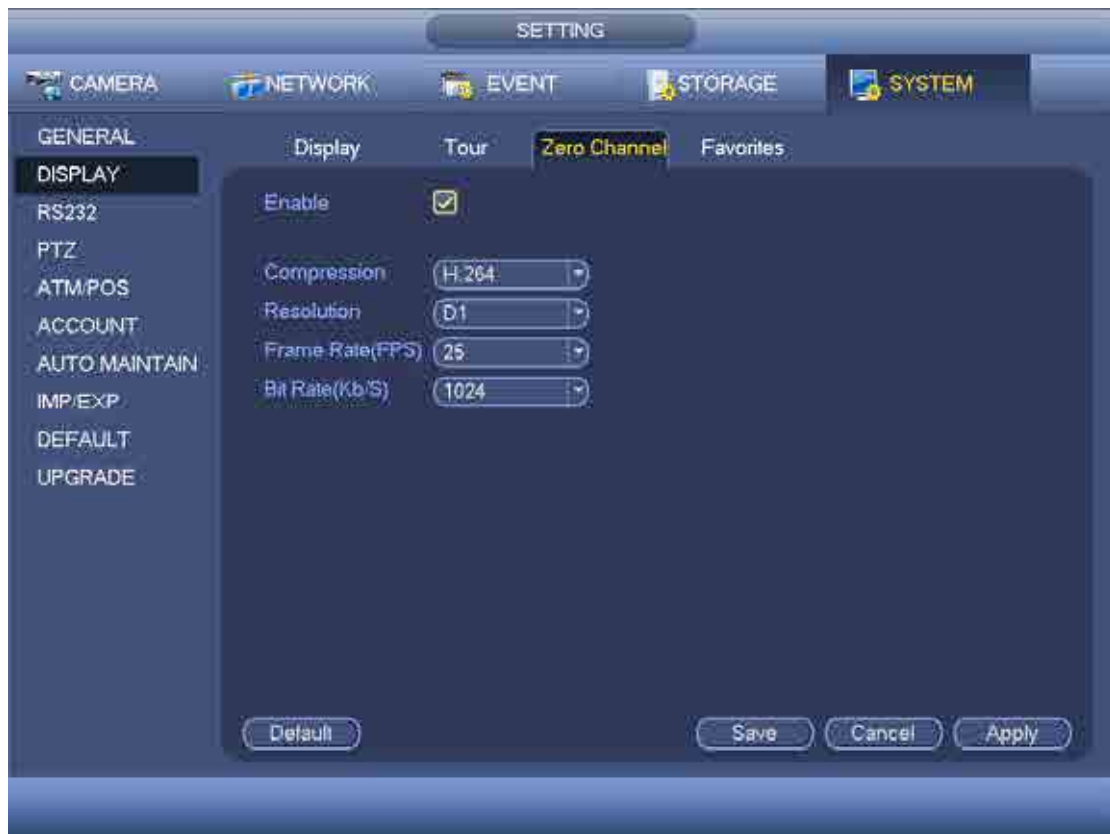 SETTING
CAMERA NETWORK EVENT STORAGE SYSTEM
GENERAL
DISPLAY
RS232
PTZ
ATM/POS
ACCOUNT
AUTO MAINTAIN
IMP/EXP
DEFAULT
UPGRADE
Display Tour Zero Channel Favorites
Enable
Compression H.264
Resolution D1
Frame Rate(FPS) 25
Bit Rate(Kb/S) 1024
Default Save Cancel Apply